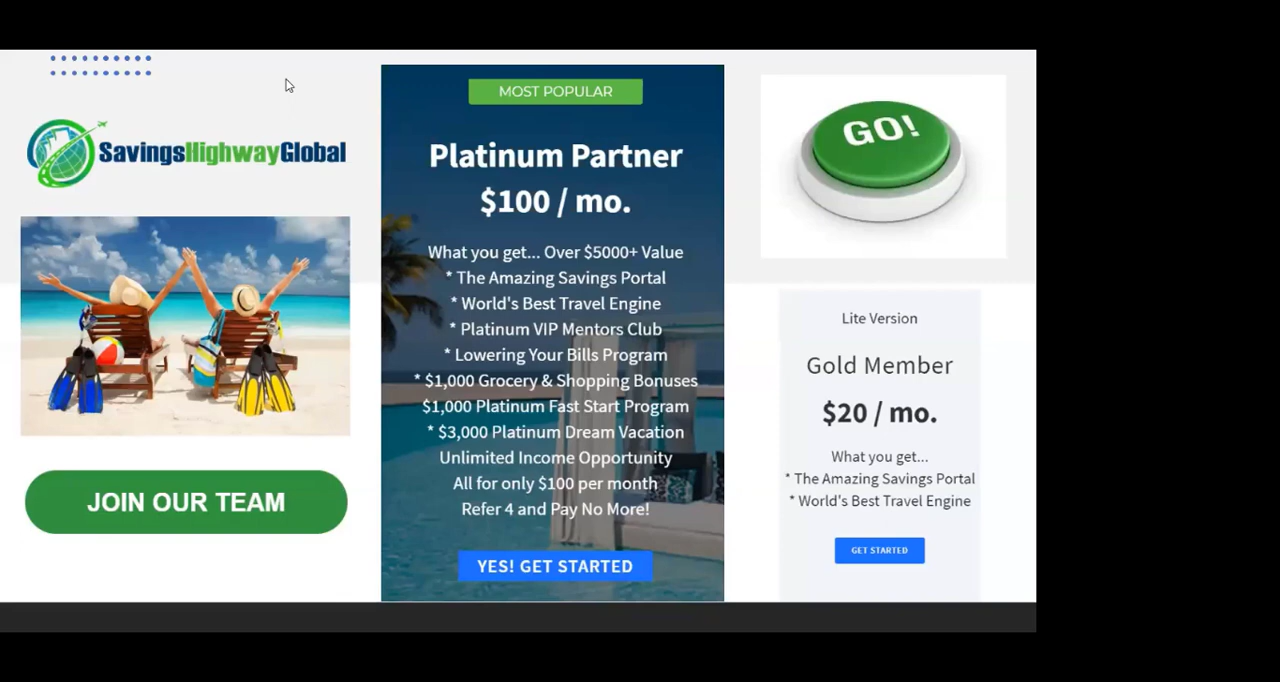 SavingsHighwayGlobal
JOIN OUR TEAM
MOST POPULAR
Platinum Partner
$100 / mo.
What you get... Over $5000+ Value
* The Amazing Savings Portal
* World's Best Travel Engine
* Platinum VIP Mentors Club
* Lowering Your Bills Program
* $1,000 Grocery & Shopping Bonuses
$1,000 Platinum Fast Start Program
* $3,000 Platinum Dream Vacation
Unlimited Income Opportunity
All for only $100 per month
Refer 4 and Pay No More!
YES! GET STARTED
GO!
Lite Version
Gold Member
$20 / mo.
What you get...
* The Amazing Savings Portal
* World's Best Travel Engine
GET STARTED